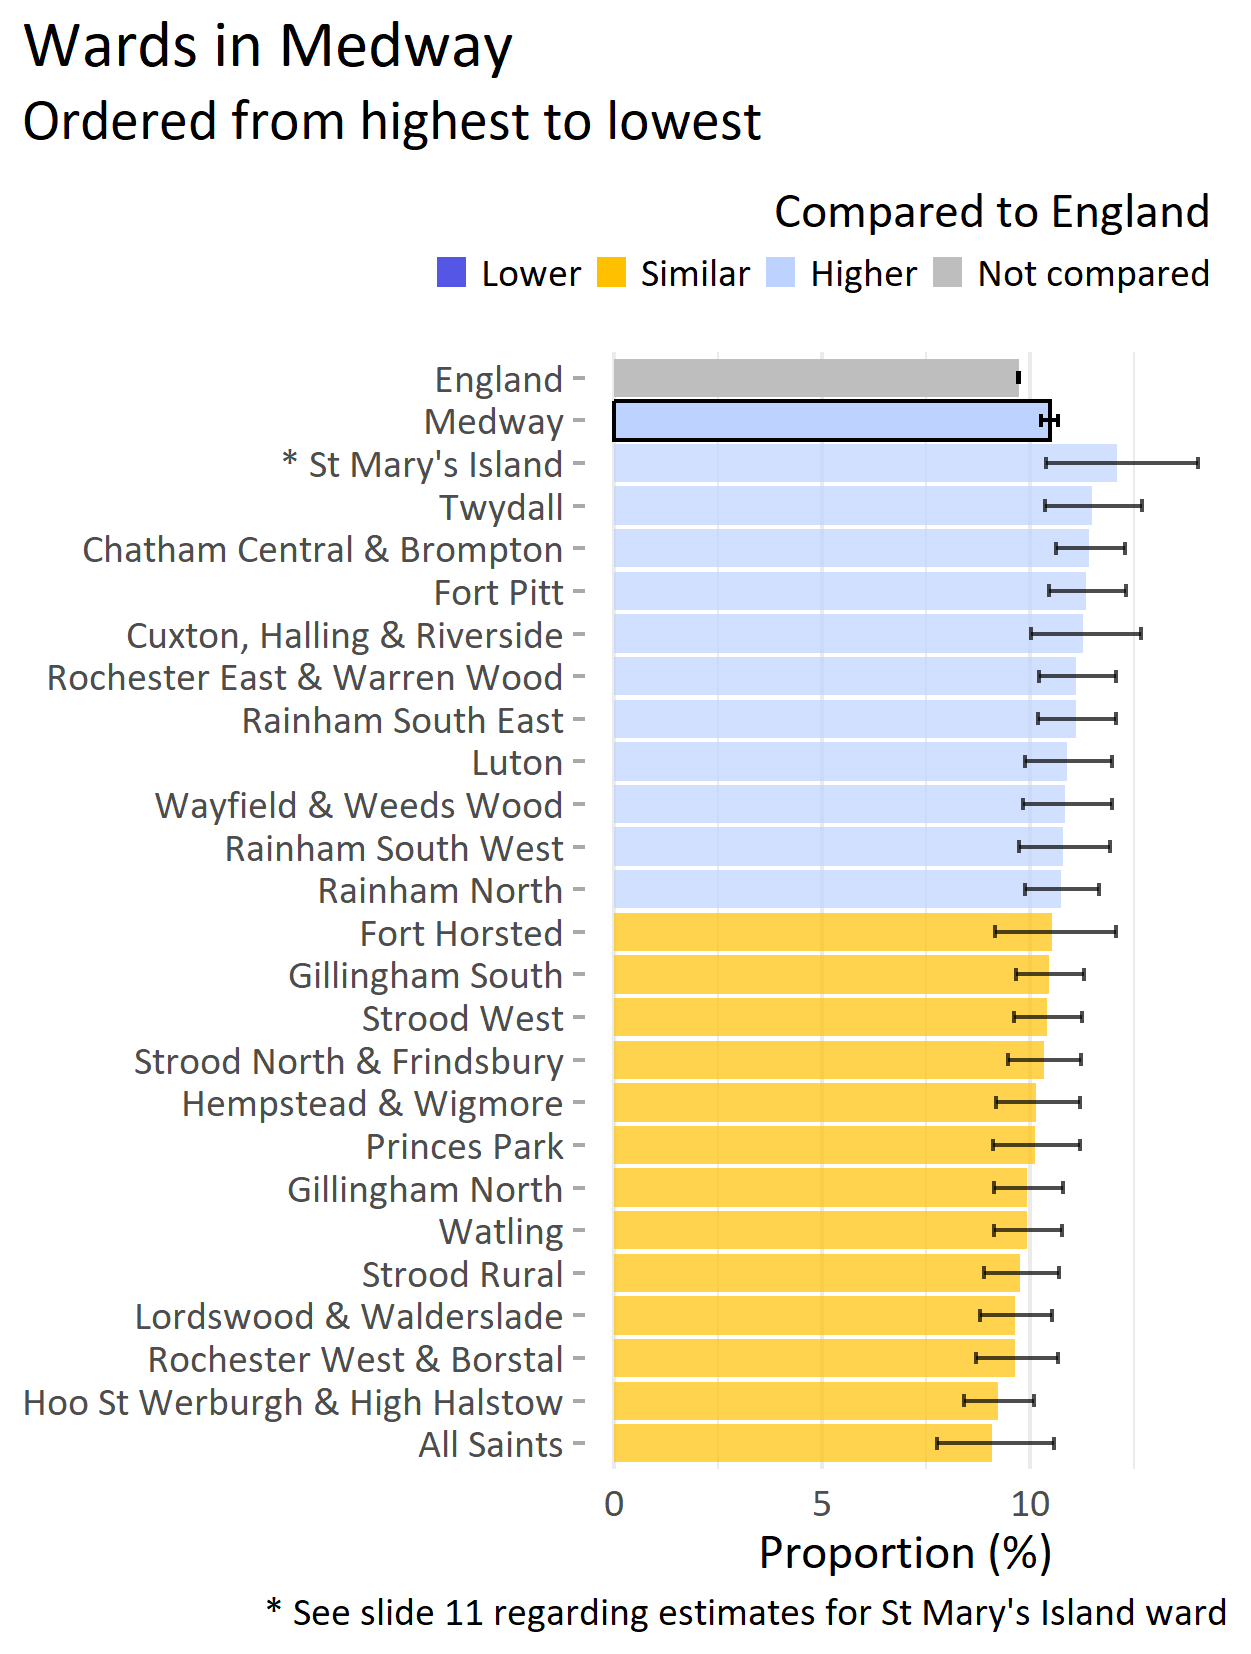 Wards in Medway
Ordered from highest to lowest
Compared to England
Lower Similar Higher Not compared
England
Medway
* St Mary's Island
Twydall
Chatham Central & Brompton
Fort Pitt
Cuxton, Halling & Riverside
Rochester East & Warren Wood
Rainham South East
Luton
Wayfield & Weeds Wood
Rainham South West
Rainham North
Fort Horsted
Gillingham South
Strood West
Strood North & Frindsbury
Hempstead & Wigmore
Princes Park
Gillingham North
Watling
Strood Rural
Lordswood & Walderslade
Rochester West & Borstal
Hoo St Werburgh & High Halstow
All Saints
0 5 10
Proportion (%)
* See slide 11 regarding estimates for St Mary's Island ward